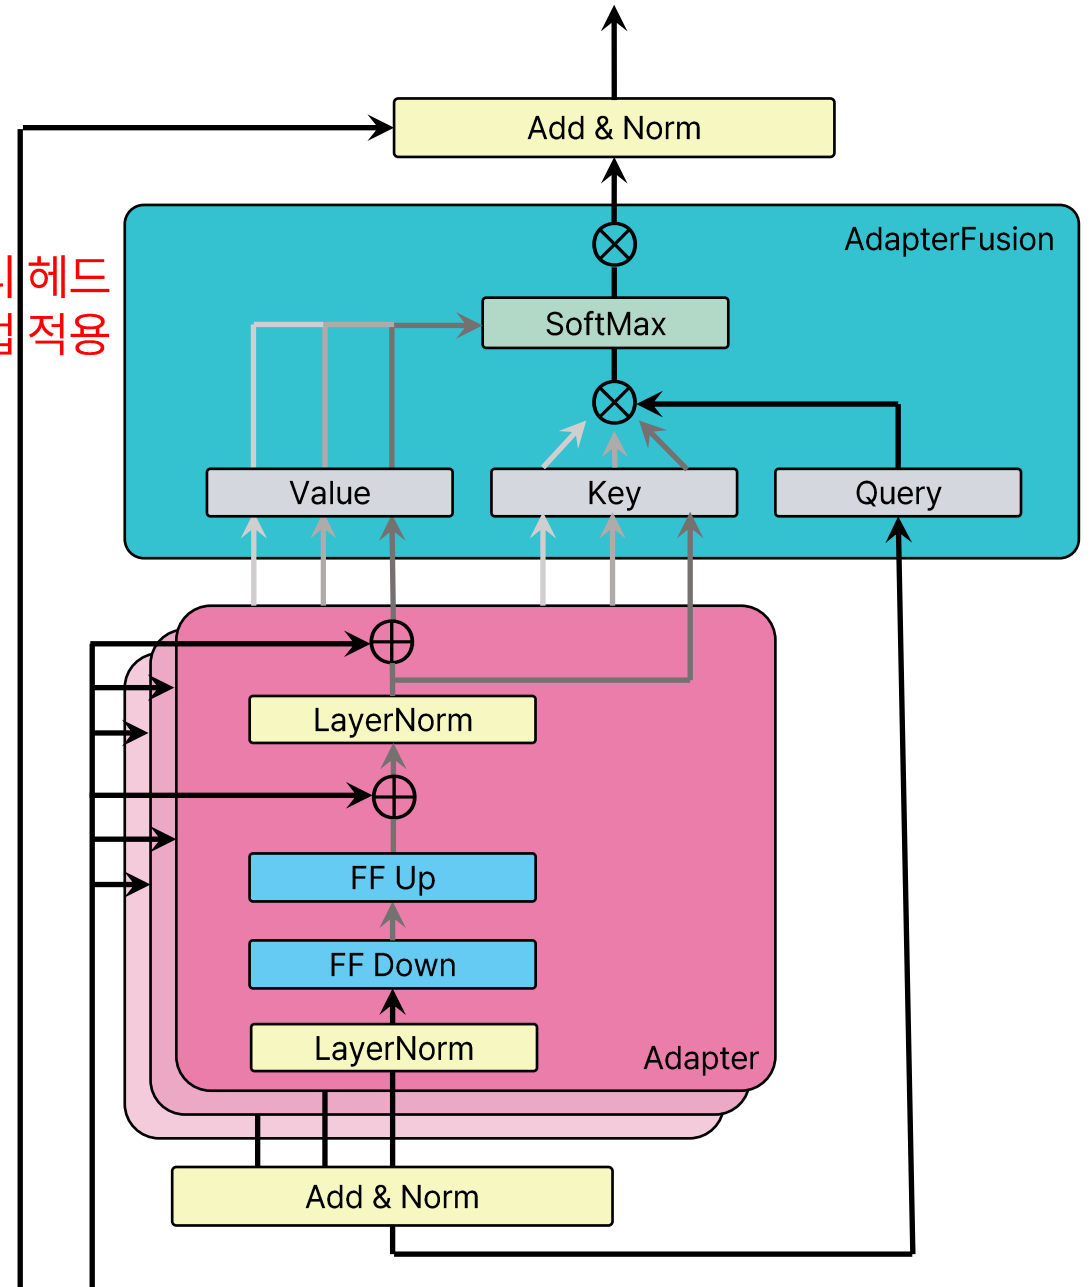 Add & Norm
AdapterFusion
헤드
적용
SoftMax
Value
Key
Query
LayerNorm
FF Up
FF Down
LayerNorm
Adapter
Add & Norm